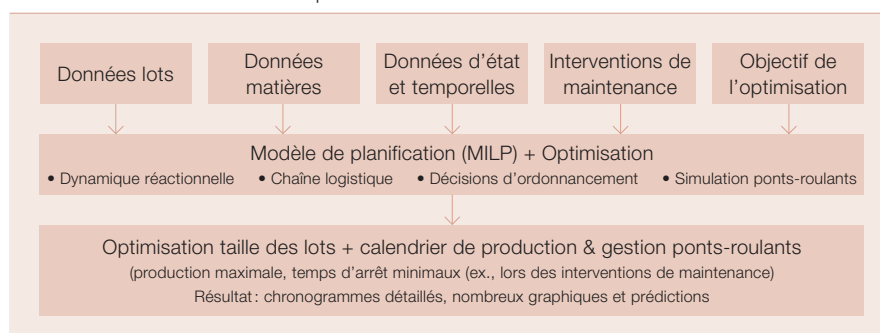 Données lots
Données
matières
Données d'état
et temporelles
Interventions de
maintenance
Objectif de
l'optimisation
Modèle de planification (MILP) + Optimisation
• Dynamique réactionnelle • Chaîne logistique • Décisions d'ordonnancement • Simulation ponts-roulants
Optimisation taille des lots + calendrier de production & gestion ponts-roulants
(production maximale, temps d'arrêt minimaux (ex., lors des interventions de maintenance)
Résultat : chronogrammes détaillés, nombreux graphiques et prédictions